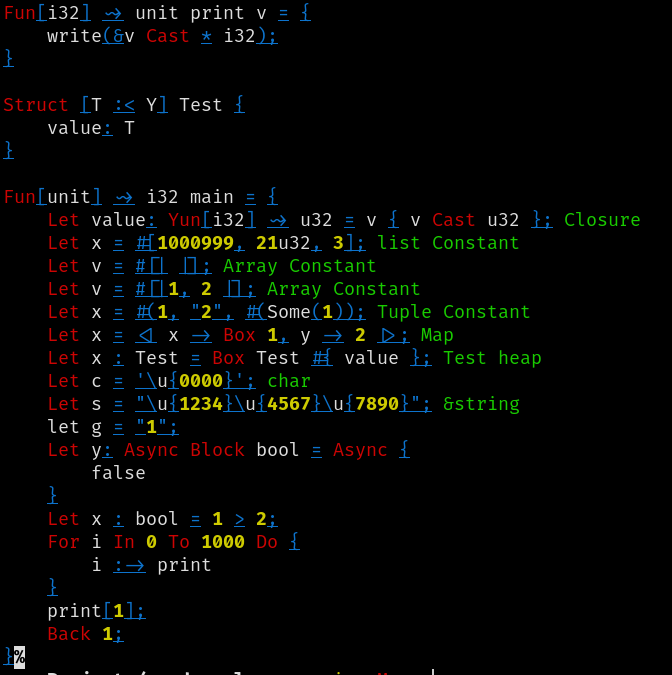 Fun[i32] ~> unit print v = {
    write(&v Cast * i32);
}
Struct [T :< Y] Test {
    value: T
}
Fun[unit] ~> i32 main = {
    Let value: Yun[i32] ~> u32 = v { v Cast u32 }; Closure
    Let x = #[1000999, 21u32, 3]; list Constant
    Let v = #[| |]; Array Constant
    Let v = #[|1, 2 |]; Array Constant
    Let x = #(1, "2", #(Some(1)); Tuple Constant
    Let x = <| x -> Box 1, y -> 2 |>; Map
    Let x : Test = Box Test #{ value }; Test heap
    Let c = '\u{0000}'; char
    Let s = "\u{1234}\u{4567}\u{7890}"; &string
    let g = "1";
    Let y: Async Block bool = Async {
        false
    }
    Let x : bool = 1 > 2;
    For i In 0 To 1000 Do {
        i :-> print
    }
    print[1];
    Back 1;
}%